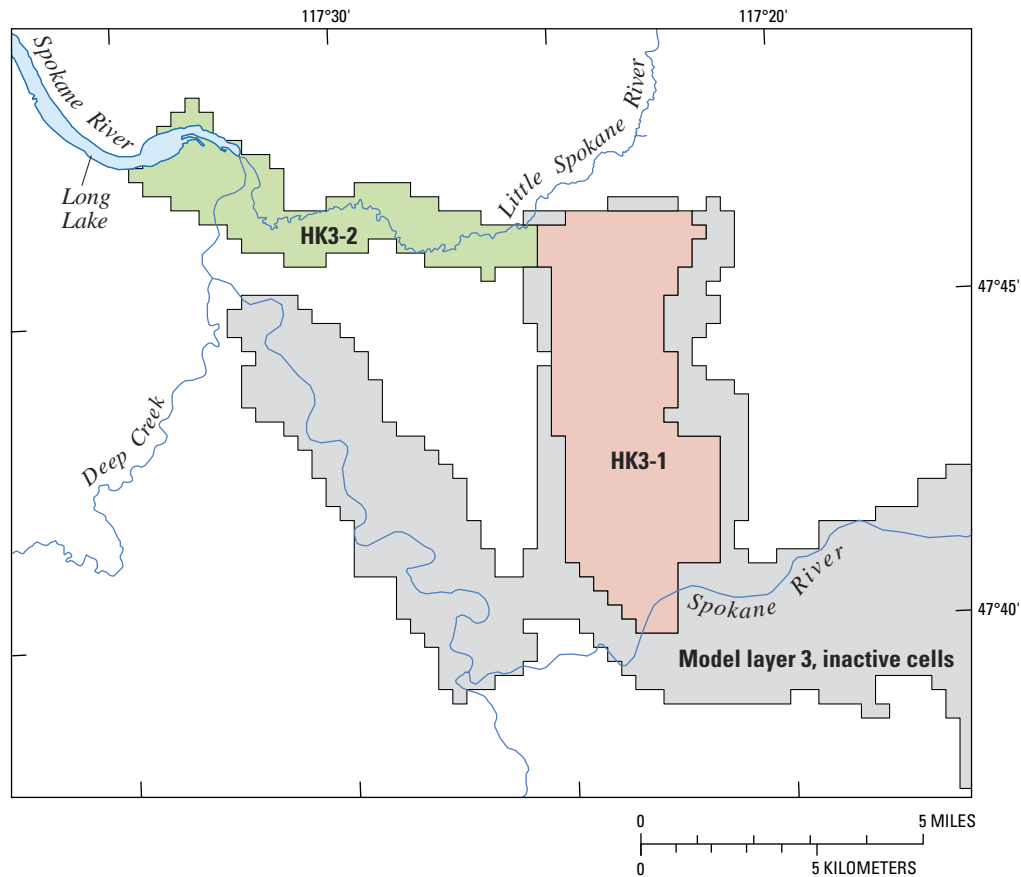 117°30'
117°20'
Spokane River
Little Spokane River
Long
Lake
HK3-2
47°45'
Deep Creek
HK3-1
47°40'
Spokane River
Model layer 3, inactive cells
0 5 MILES
0 5 KILOMETERS